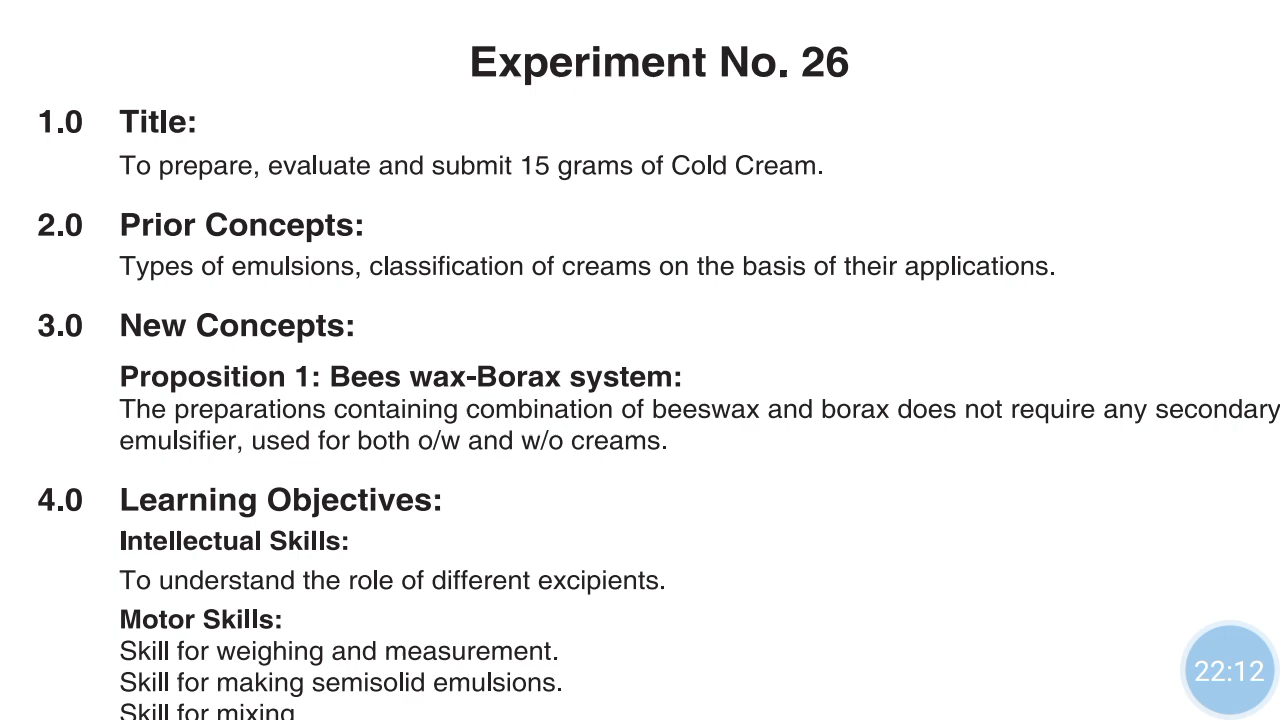 Experiment No. 26
1.0 Title:
To prepare, evaluate and submit 15 grams of Cold Cream.
2.0 Prior Concepts:
Types of emulsions, classification of creams on the basis of their applications.
3.0 New Concepts:
Proposition 1: Bees wax-Borax system:
The preparations containing combination of beeswax and borax does not require any secondary
emulsifier, used for both o/w and w/o creams.
4.0 Learning Objectives:
Intellectual Skills:
To understand the role of different excipients.
Motor Skills:
Skill for weighing and measurement.
Skill for making semisolid emulsions.
Skill for mixing
22:12